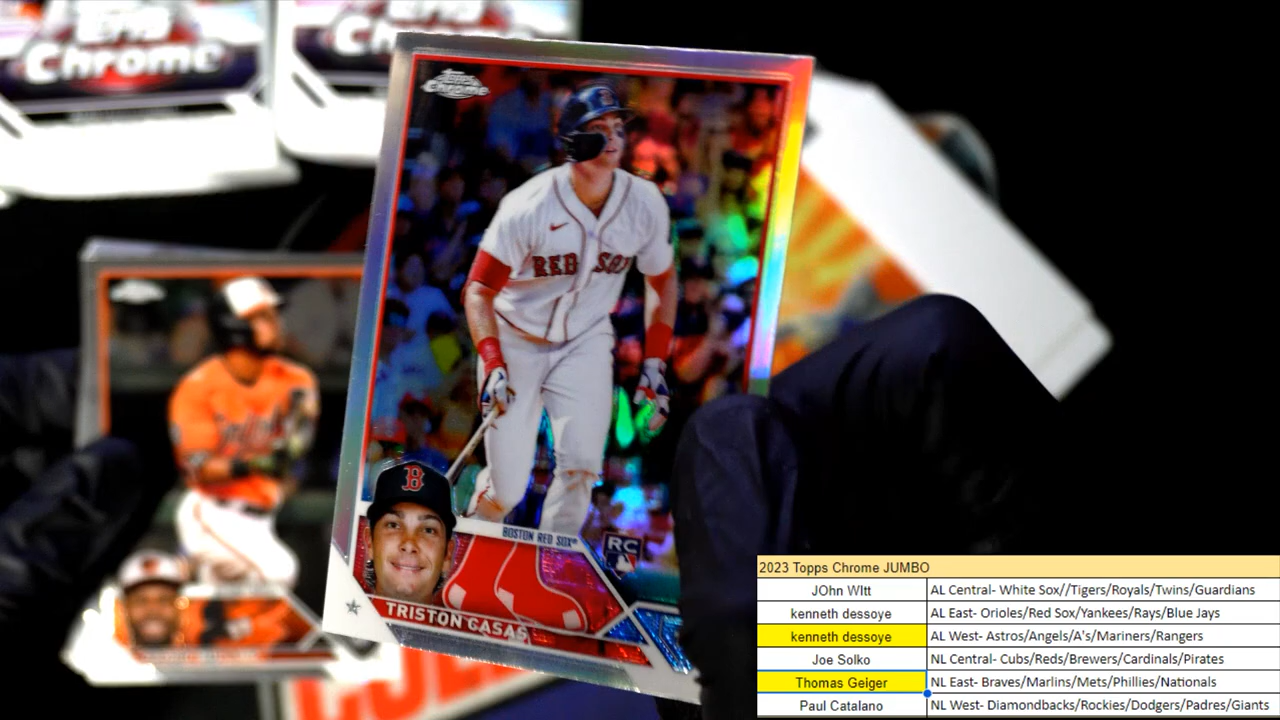 Chrome
Chrome
Topps
Chrome
RED SOX
B
BOSTON RED SOX
RC
TRISTON CASAS
2023 Topps Chrome JUMBO
JOhn WItt AL Central- White Sox//Tigers/Royals/Twins/Guardians
kenneth dessoye AL East- Orioles/Red Sox/Yankees/Rays/Blue Jays
kenneth dessoye AL West- Astros/Angels/A's/Mariners/Rangers
Joe Solko NL Central- Cubs/Reds/Brewers/Cardinals/Pirates
Thomas Geiger NL East- Braves/Marlins/Mets/Phillies/Nationals
Paul Catalano NL West- Diamondbacks/Rockies/Dodgers/Padres/Giants